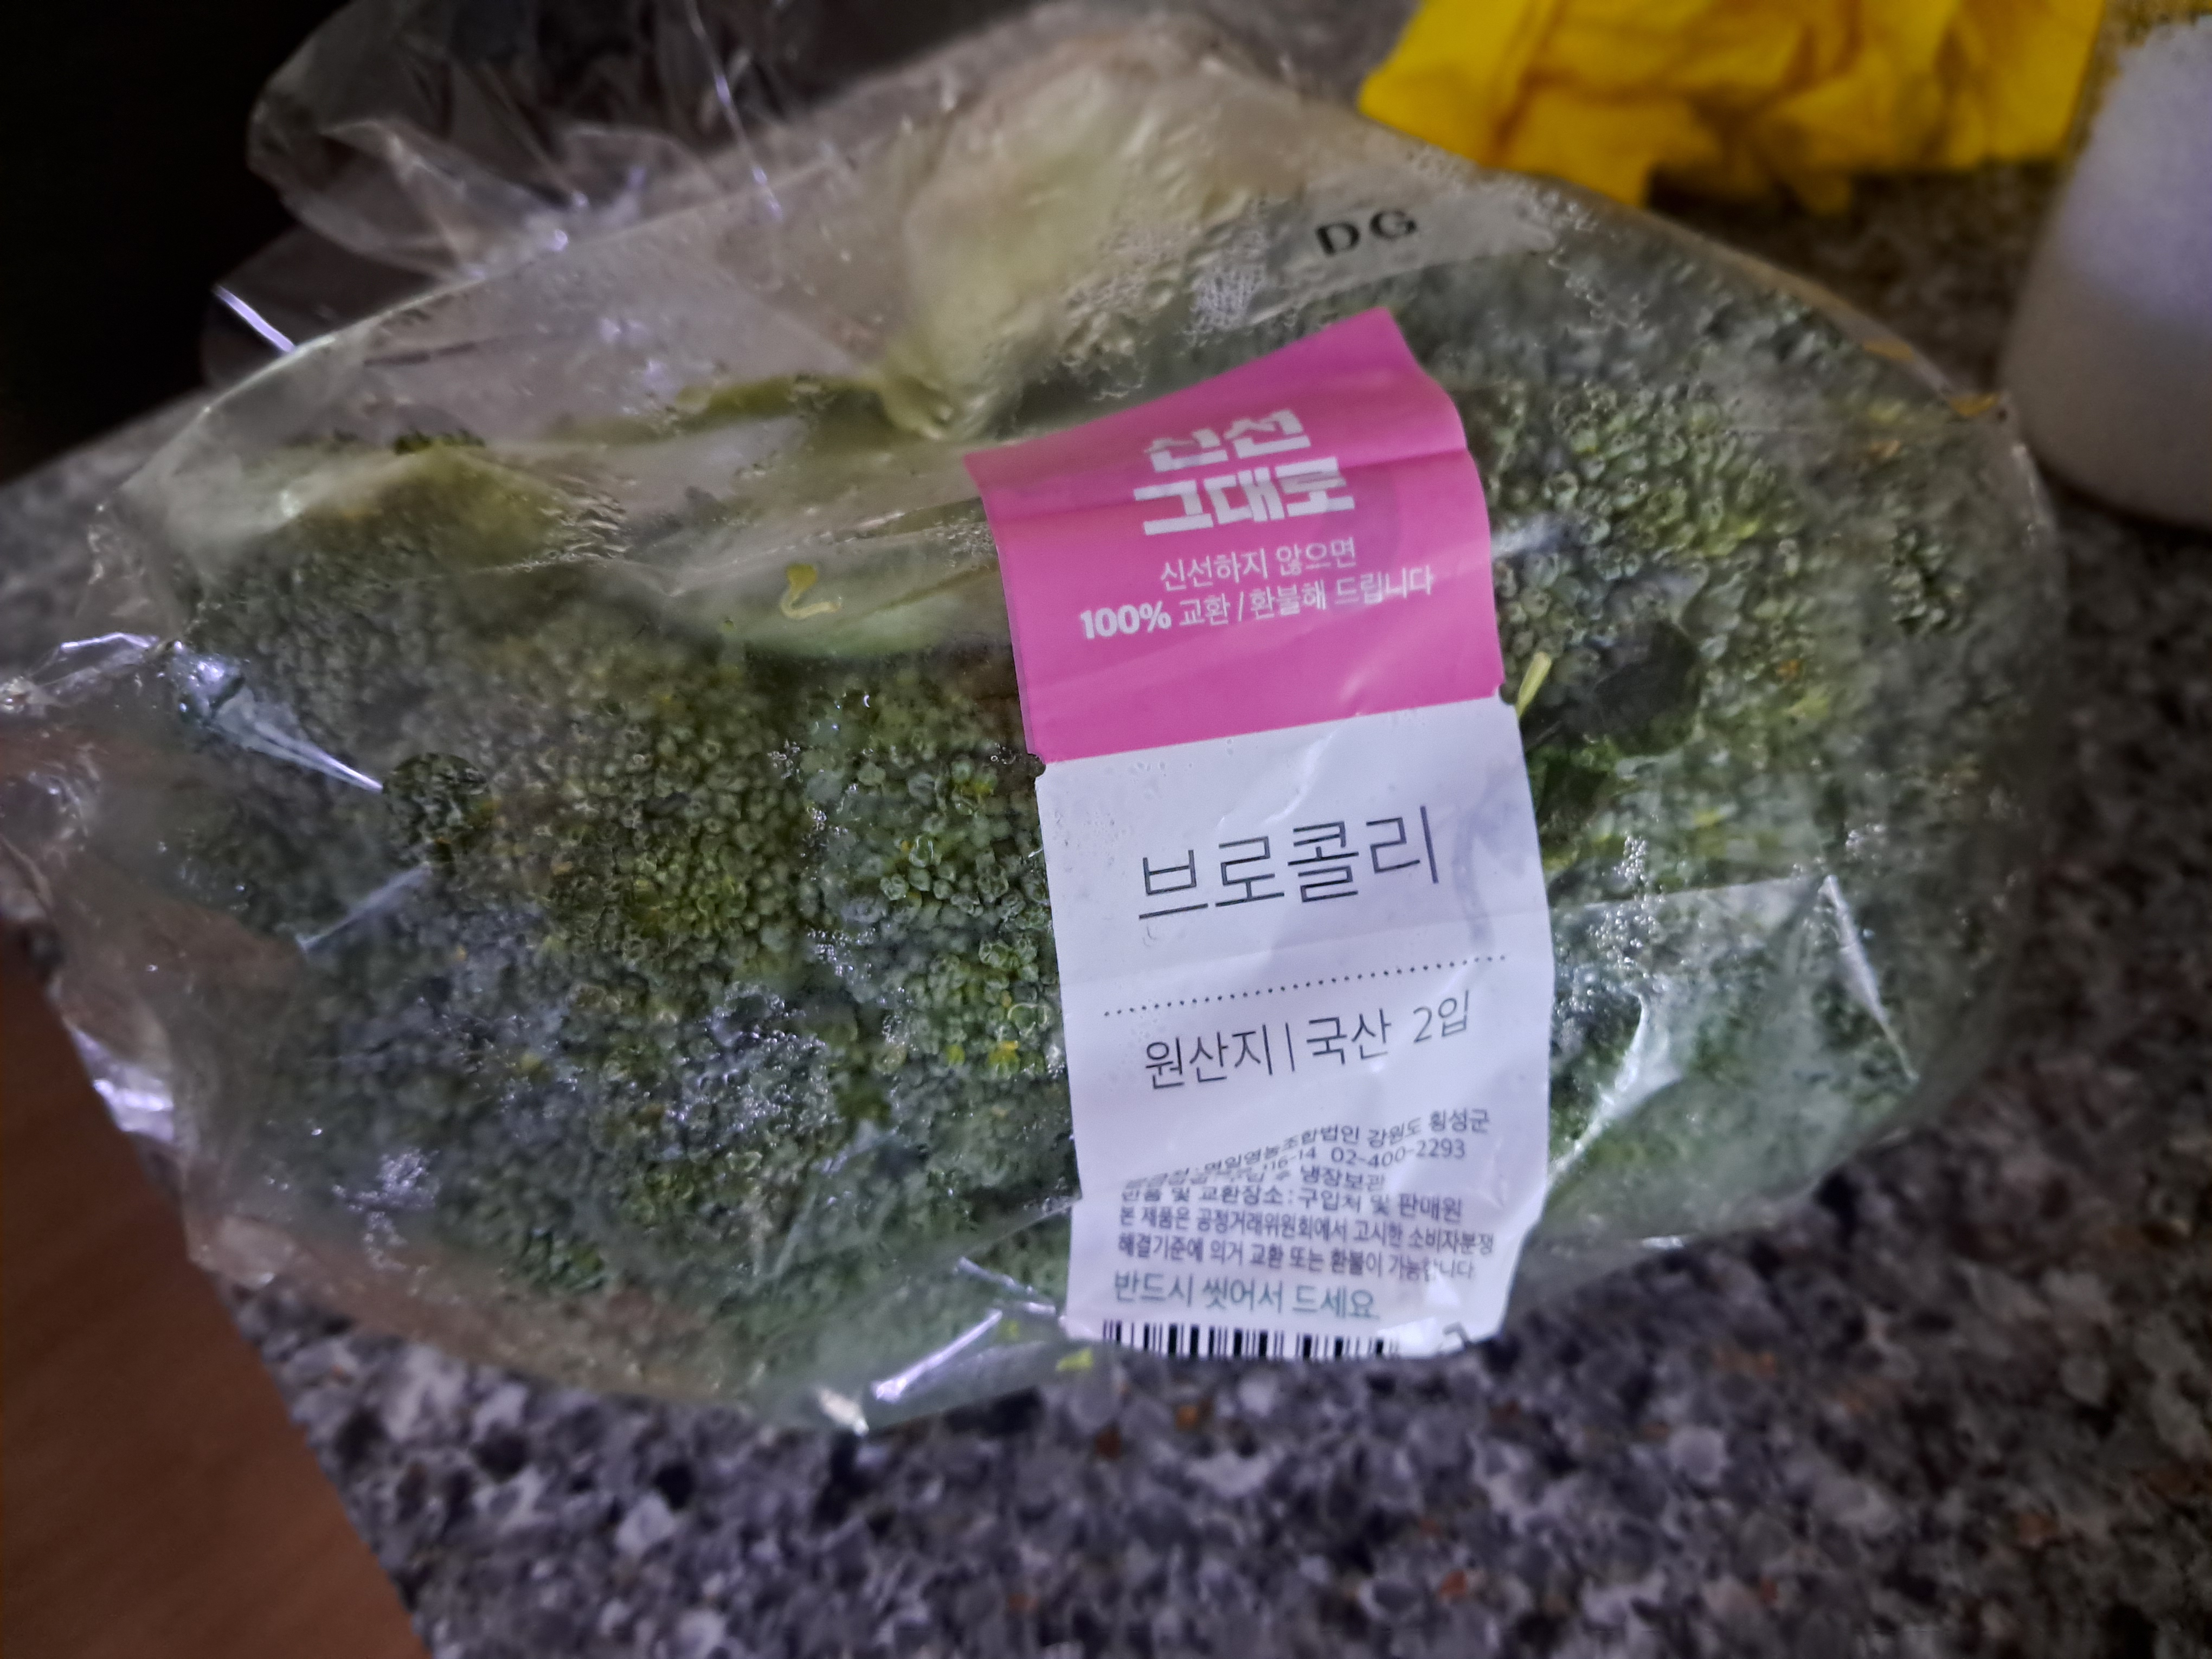 DG
신선
그대로
신선하지 않으면
100% 교환/환불해 드립니다
브로콜리
원산지|국산 2입
강원도 횡성군
116-14 02-400-2293
냉장보관
반품 및 교환장소:구입처 및 판매원
본 제품은 공정거래위원회에서 고시한 소비자분쟁
해결기준에 의거 교환 또는 환불이 가능합니다
반드시 씻어서 드세요